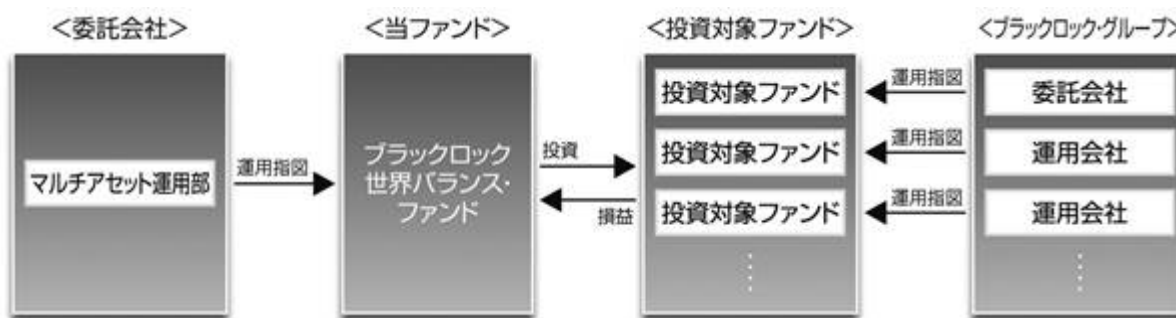 <委託会社>
<当ファンド>
<投資対象ファンド>
<ブラックロック・グループ>
マルチアセット運用部
運用指図
ブラックロック
世界バランス・
ファンド
投資
損益
投資対象ファンド
運用指図
委託会社
投資対象ファンド
運用指図
運用会社
投資対象ファンド
運用指図
運用会社